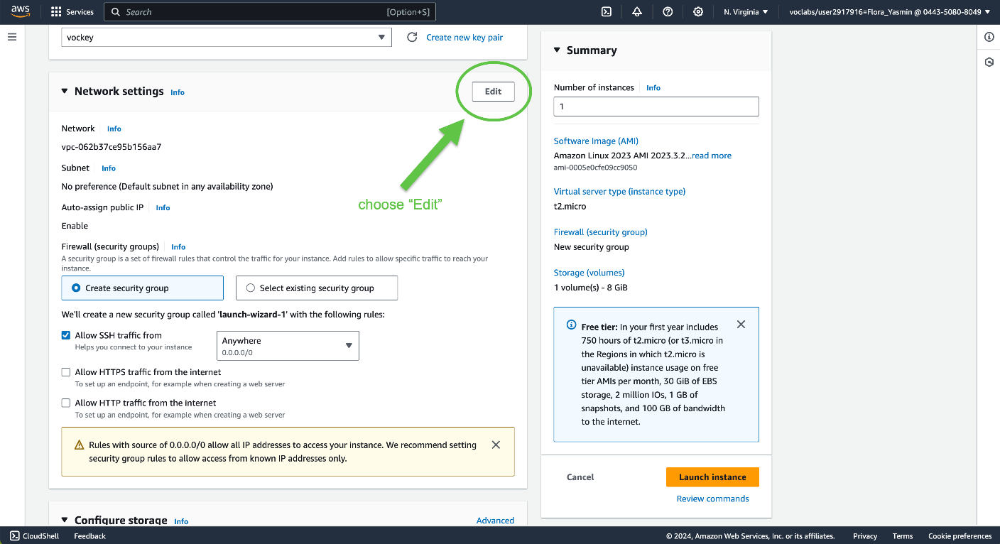 aws
Services
Search
[Option+S]
N. Virginia
voclabs/user2917916=Flora_Yasmin @ 0443-5080-8049
vockey
Create new key pair
Network settings Info
Edit
Network Info
vpc-062b37ce95b156aa7
Subnet Info
No preference (Default subnet in any availability zone)
Auto-assign public IP Info
Enable
choose “Edit”
Firewall (security groups) Info
A security group is a set of firewall rules that control the traffic for your instance. Add rules to allow specific traffic to reach your
instance.
Create security group
Select existing security group
We'll create a new security group called 'launch-wizard-1' with the following rules:
Allow SSH traffic from
Helps you connect to your instance
Anywhere
0.0.0.0/0
Allow HTTPS traffic from the internet
To set up an endpoint, for example when creating a web server
Allow HTTP traffic from the internet
To set up an endpoint, for example when creating a web server
Rules with source of 0.0.0.0/0 allow all IP addresses to access your instance. We recommend setting
security group rules to allow access from known IP addresses only.
Configure storage Info
Advanced
Summary
Number of instances Info
1
Software Image (AMI)
Amazon Linux 2023 AMI 2023.3.2...read more
ami-0005e0cfe09cc9050
Virtual server type (instance type)
t2.micro
Firewall (security group)
New security group
Storage (volumes)
1 volume(s) - 8 GiB
Free tier: In your first year includes
750 hours of t2.micro (or t3.micro in
the Regions in which t2.micro is
unavailable) instance usage on free
tier AMIs per month, 30 GiB of EBS
storage, 2 million IOs, 1 GB of
snapshots, and 100 GB of bandwidth
to the internet.
Cancel
Launch instance
Review commands
CloudShell
Feedback
© 2024, Amazon Web Services, Inc. or its affiliates.
Privacy
Terms
Cookie preferences